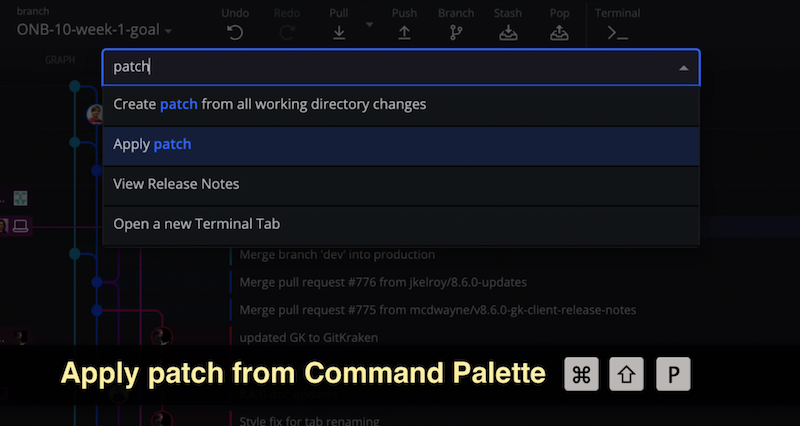 branch
ONB-10-week-1-goal
Undo Redo Pull Push Branch Stash Pop Terminal
GRAPH
patch
Create patch from all working directory changes
Apply patch
View Release Notes
Open a new Terminal Tab
Merge branch 'dev' into production
Merge pull request #776 from jkelroy/8.6.0-updates
Merge pull request #775 from mcdwayne/v8.6.0-gk-client-release-notes
updated GK to GitKraken
Apply patch from Command Palette ⌘ ⇧ P
Style fix for tab renaming